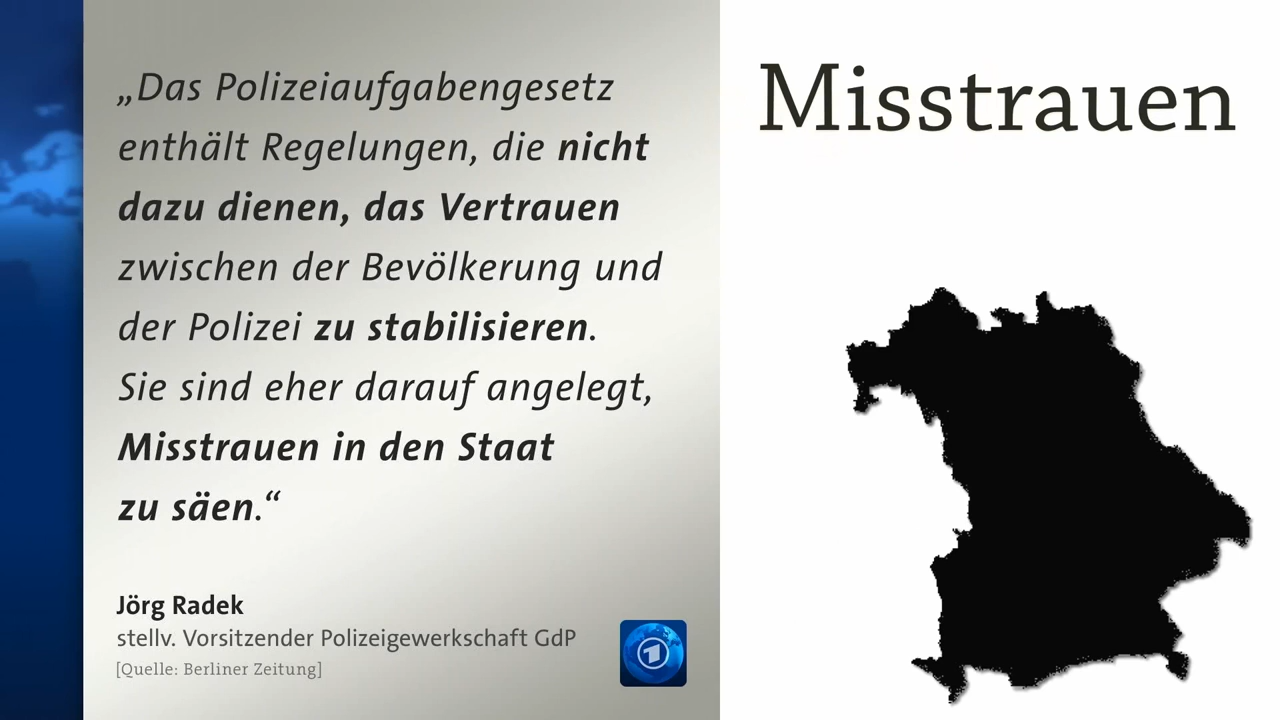 „Das Polizeiaufgabengesetz
enthält Regelungen, die nicht
dazu dienen, das Vertrauen
zwischen der Bevölkerung und
der Polizei zu stabilisieren.
Sie sind eher darauf angelegt,
Misstrauen in den Staat
zu säen.“
Jörg Radek
stellv. Vorsitzender Polizeigewerkschaft GdP
[Quelle: Berliner Zeitung]
1
Misstrauen